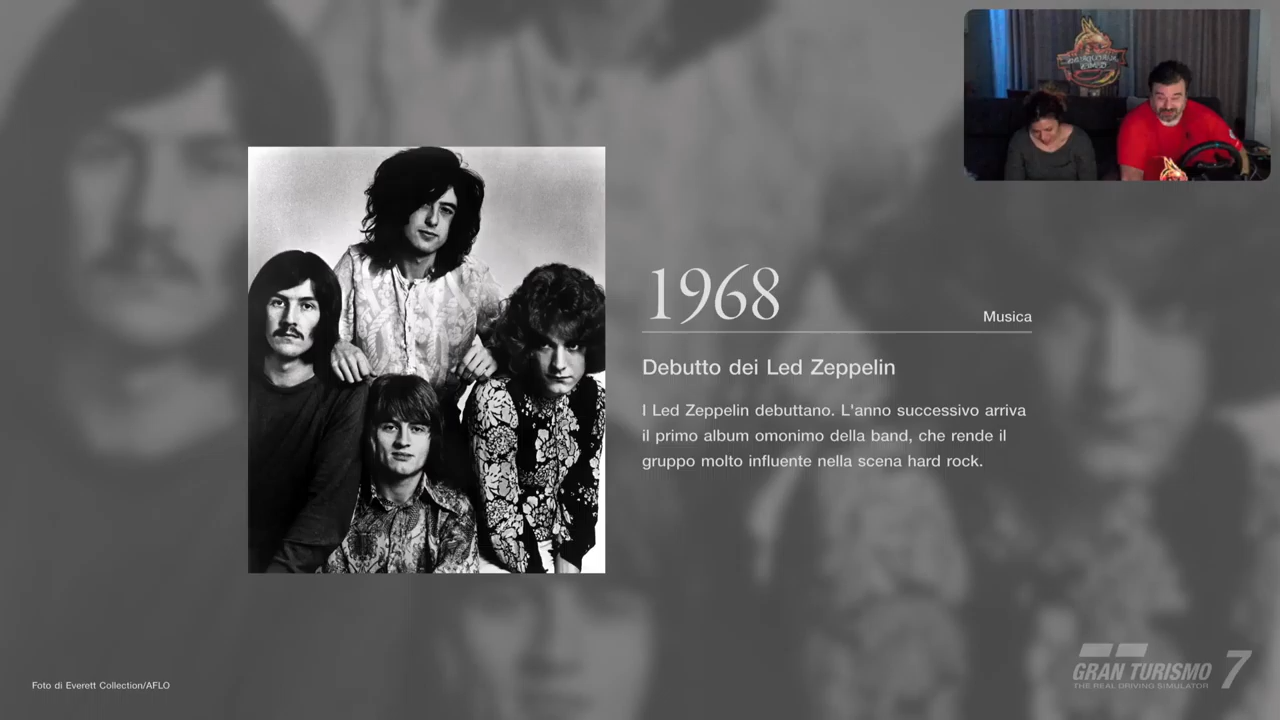 1968
Musica
Debutto dei Led Zeppelin
I Led Zeppelin debuttano. L'anno successivo arriva
il primo album omonimo della band, che rende il
gruppo molto influente nella scena hard rock.
Foto di Everett Collection/AFLO
GRAN TURISMO 7
THE REAL DRIVING SIMULATOR